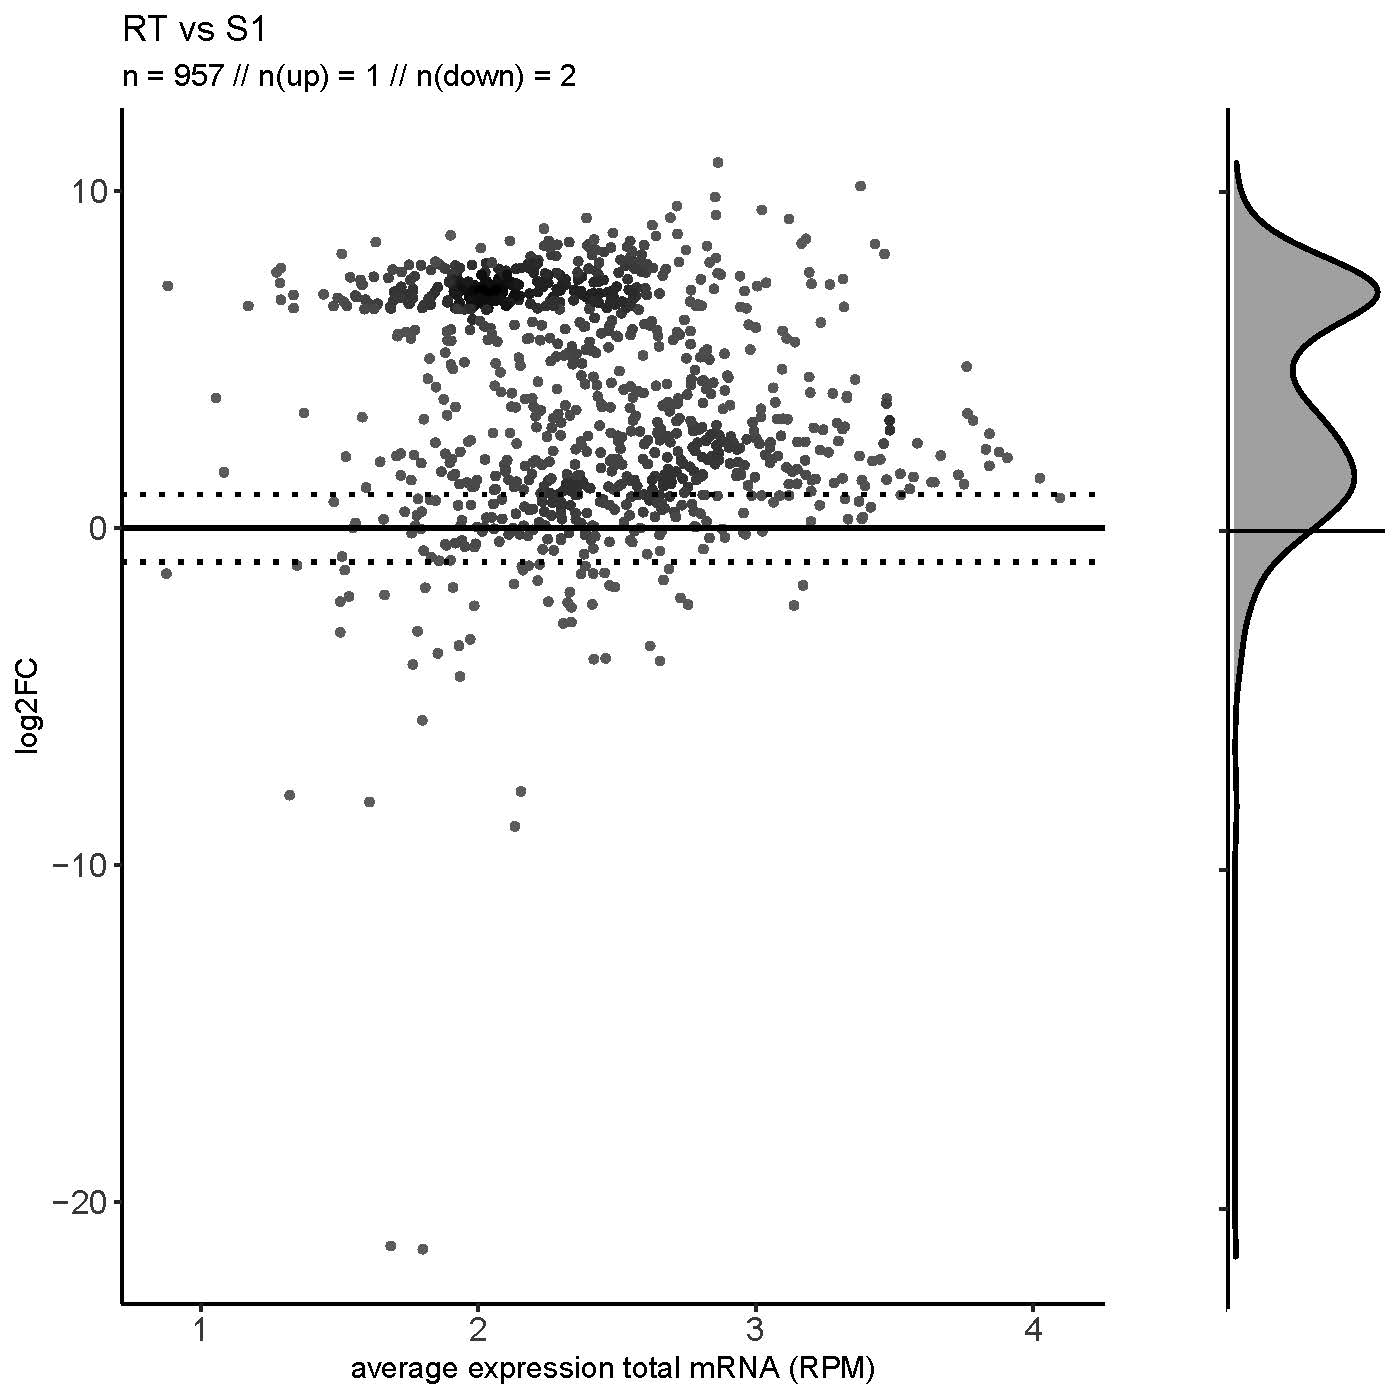 RT vs S1
n = 957 // n(up) = 1 // n(down) = 2
10
0
−10
−20
log2FC
1 2 3 4
average expression total mRNA (RPM)